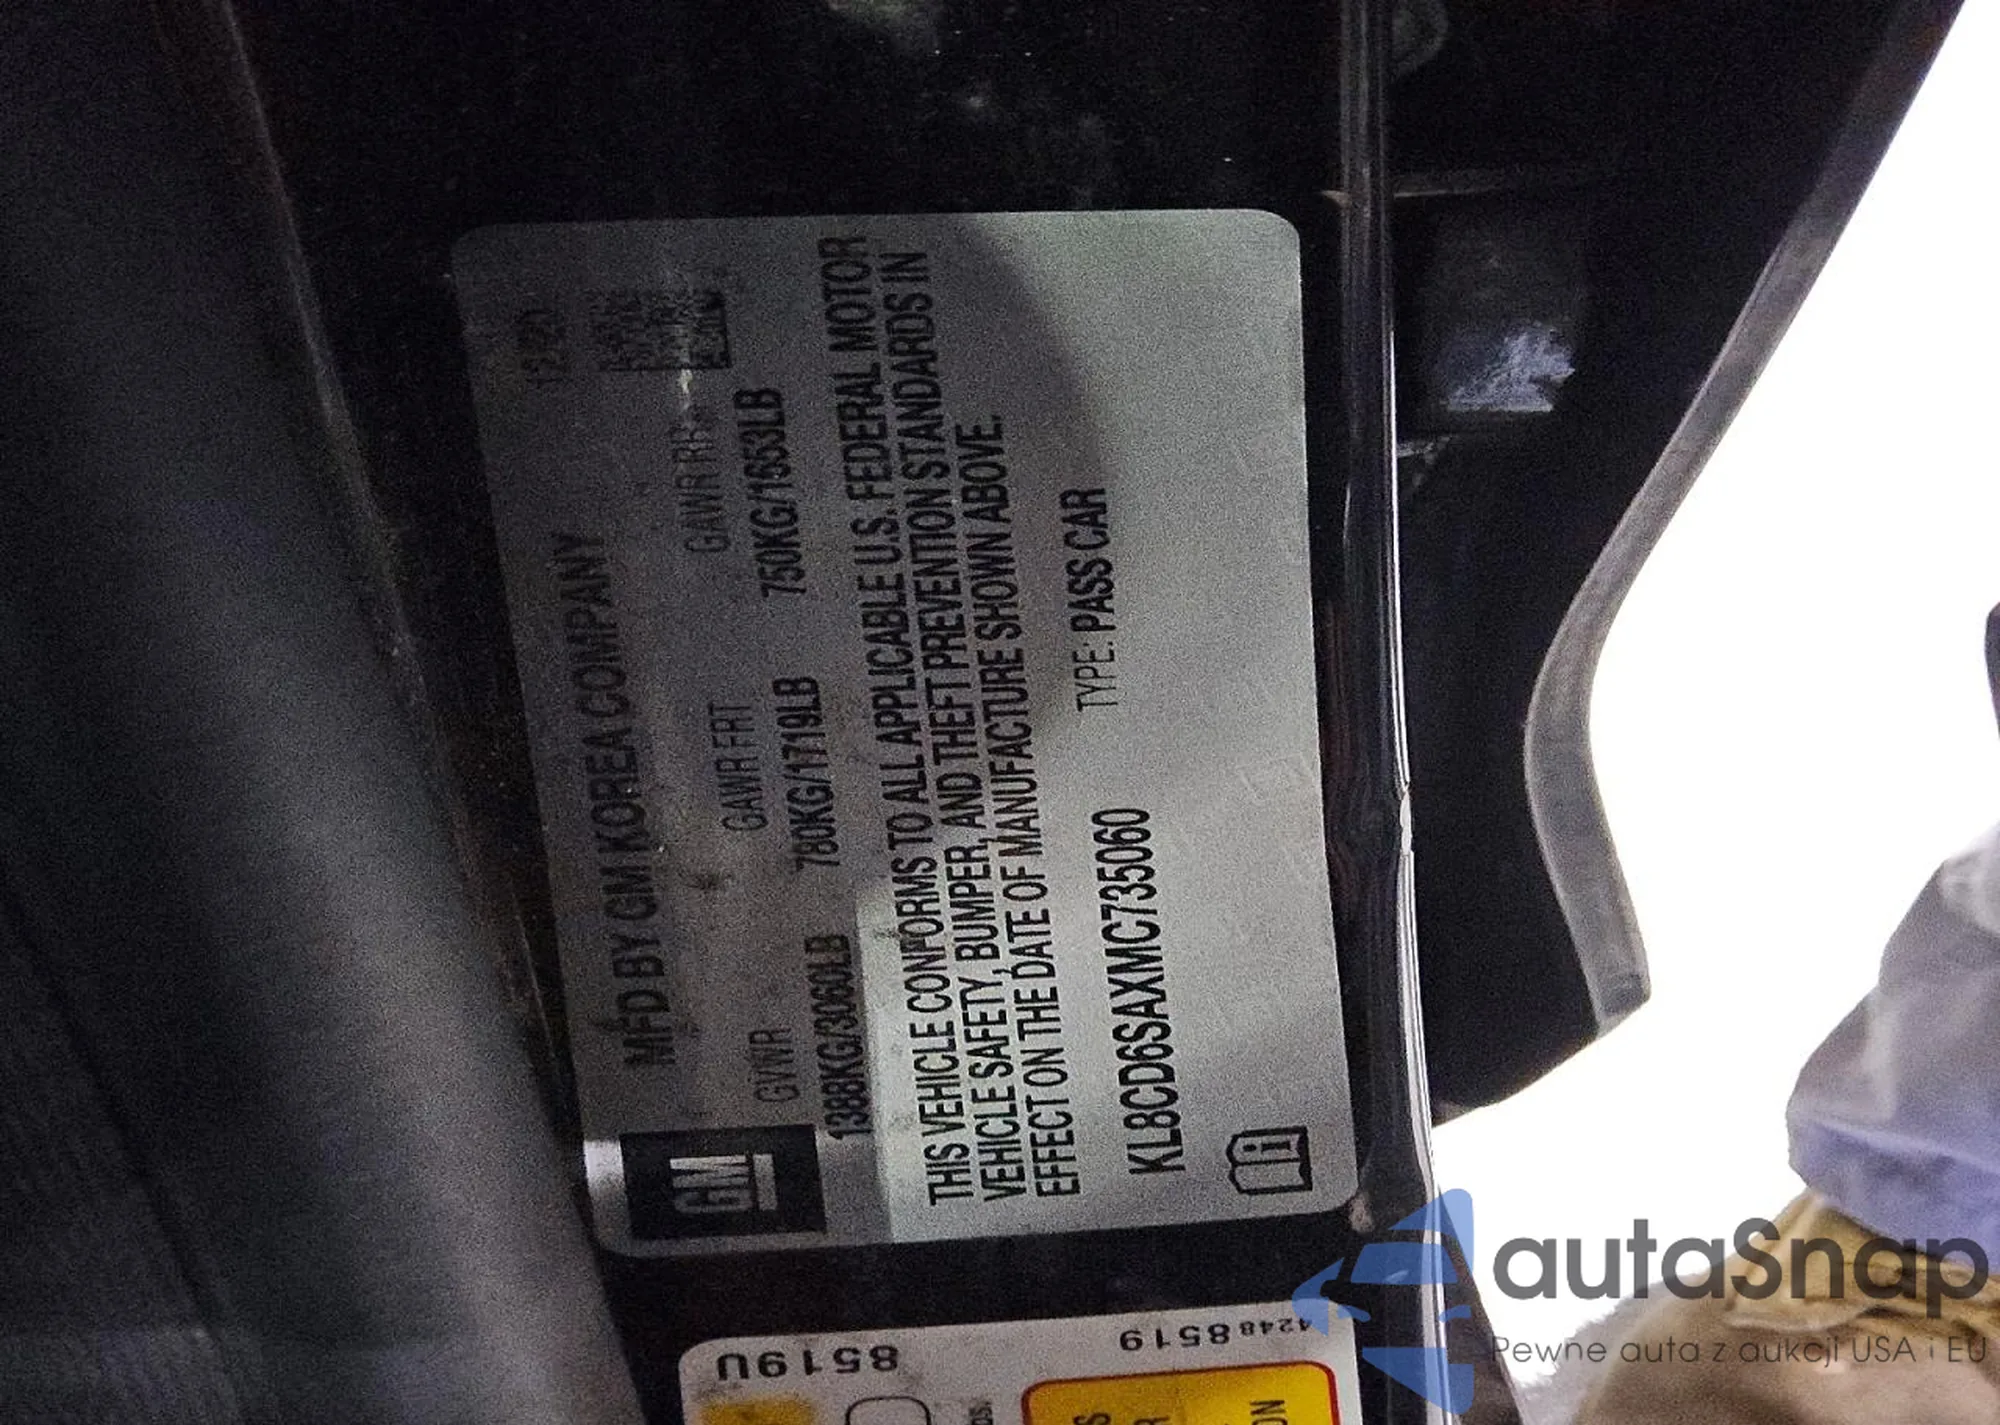 MFD BY GM KOREA COMPANY
GM
GVWR GAWR FRT GAWR RR
1388KG/3060LB 780KG/1719LB 750KG/1653LB
THIS VEHICLE CONFORMS TO ALL APPLICABLE U.S. FEDERAL MOTOR
VEHICLE SAFETY, BUMPER, AND THEFT PREVENTION STANDARDS IN
EFFECT ON THE DATE OF MANUFACTURE SHOWN ABOVE.
KL8CD6SAXMC735060 TYPE: PASS CAR
8519U
42488519
autaSnap
Pewne auta z aukcji USA i EU